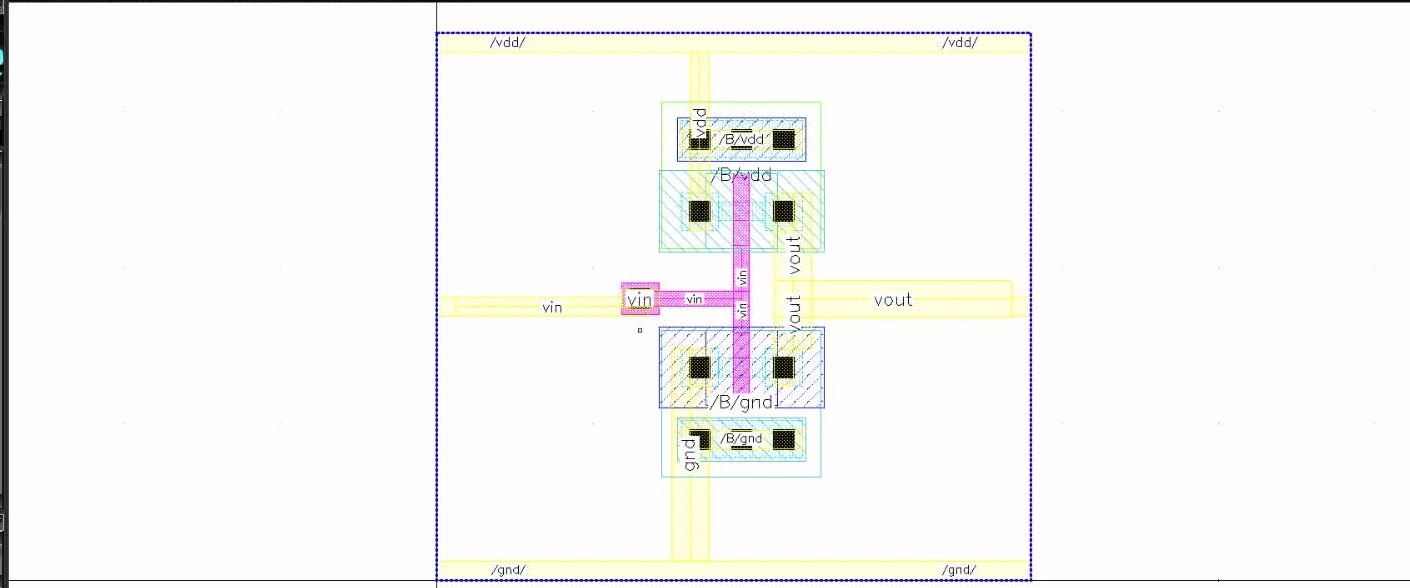 /vdd/ /vdd/
vdd
/B/vdd
/B/vdd
vout
vin
vin vin vin vout
vin
vout
/B/gnd
/B/gnd
gnd
/gnd/ /gnd/